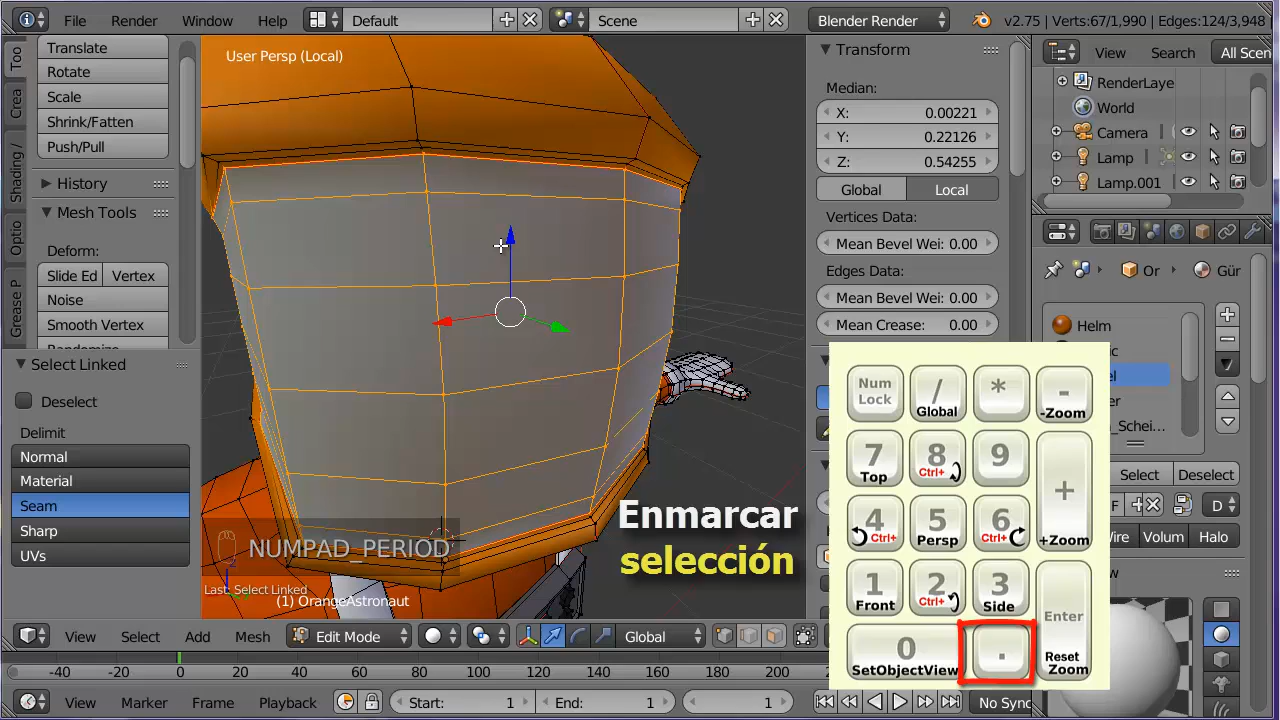 File Render Window Help Default Scene Blender Render v2.75 | Verts:67/1,990 | Edges:124/3,948
Too
Crea
Shading /
Optio
Grease P
Translate
Rotate
Scale
Shrink/Fatten
Push/Pull
History
Mesh Tools
Deform:
Slide Ed Vertex
Noise
Smooth Vertex
Select Linked
Deselect
Delimit
Normal
Material
Seam
Sharp
UVs
User Persp (Local)
NUMPAD_PERIOD
Last: Select Linked
(1) OrangeAstronaut
Enmarcar
selección
Transform
Median:
X: 0.00221
Y: 0.22126
Z: 0.54255
Global Local
Vertices Data:
Mean Bevel Wei: 0.00
Edges Data:
Mean Bevel Wei: 0.00
Mean Crease: 0.00
View Search All Scen
RenderLaye
World
Camera
Lamp
Lamp.001
Or Gür
Helm
Select Deselect
F D
Wire Volum Halo
Num
Lock
/
Global
*
-
-Zoom
7
Top
8
Ctrl+
9
+
+Zoom
4
Ctrl+
5
Persp
6
Ctrl+
1
Front
2
Ctrl+
3
Side
Enter
Reset
Zoom
0
SetObjectView
.
View Select Add Mesh Edit Mode Global
-40 -20 0 20 40 60 80 100 120 140 160 180 200
View Marker Frame Playback Start: 1 End: 1 1 No Sync